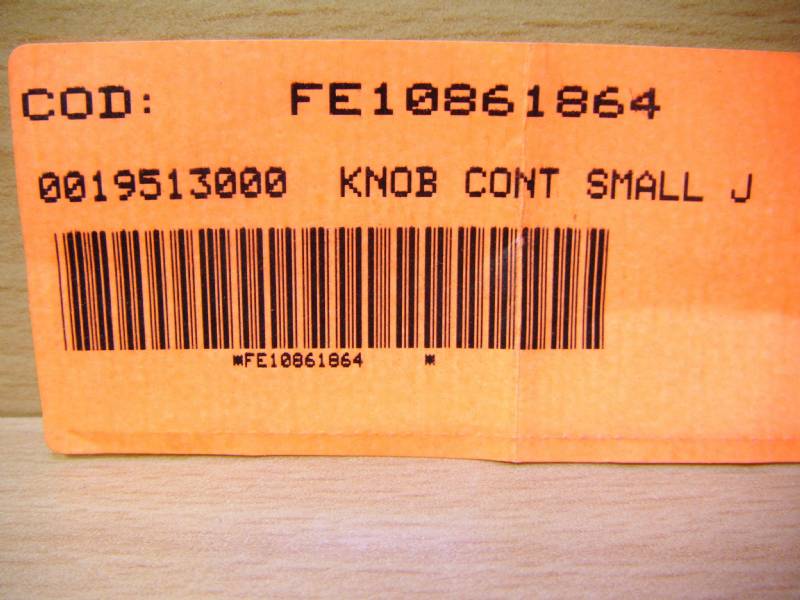 COD: FE10861864
0019513000 KNOB CONT SMALL J
*FE10861864 *